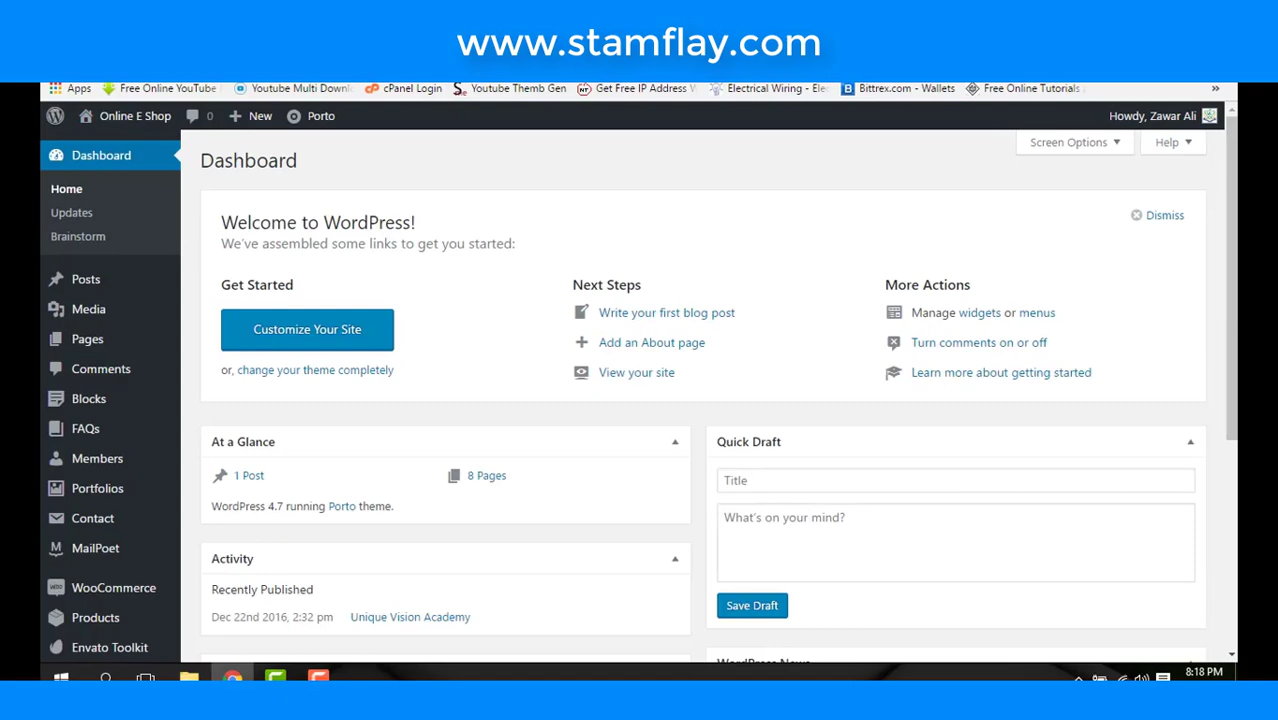 www.stamflay.com
Apps Free Online YouTube Youtube Multi Downl cPanel Login Youtube Themb Gen Get Free IP Address W Electrical Wiring - Elec Bittrex.com - Wallets Free Online Tutorials »
Online E Shop 0 New Porto Howdy, Zawar Ali
Screen Options Help
Dashboard
Home
Updates
Brainstorm
Posts
Media
Pages
Comments
Blocks
FAQs
Members
Portfolios
Contact
MailPoet
WooCommerce
Products
Envato Toolkit
Dashboard
Welcome to WordPress!
Dismiss
We've assembled some links to get you started:
Get Started
Customize Your Site
or, change your theme completely
Next Steps
Write your first blog post
Add an About page
View your site
More Actions
Manage widgets or menus
Turn comments on or off
Learn more about getting started
At a Glance
1 Post 8 Pages
WordPress 4.7 running Porto theme.
Activity
Recently Published
Dec 22nd 2016, 2:32 pm Unique Vision Academy
Quick Draft
Title
What's on your mind?
Save Draft
WordPress News
8:18 PM